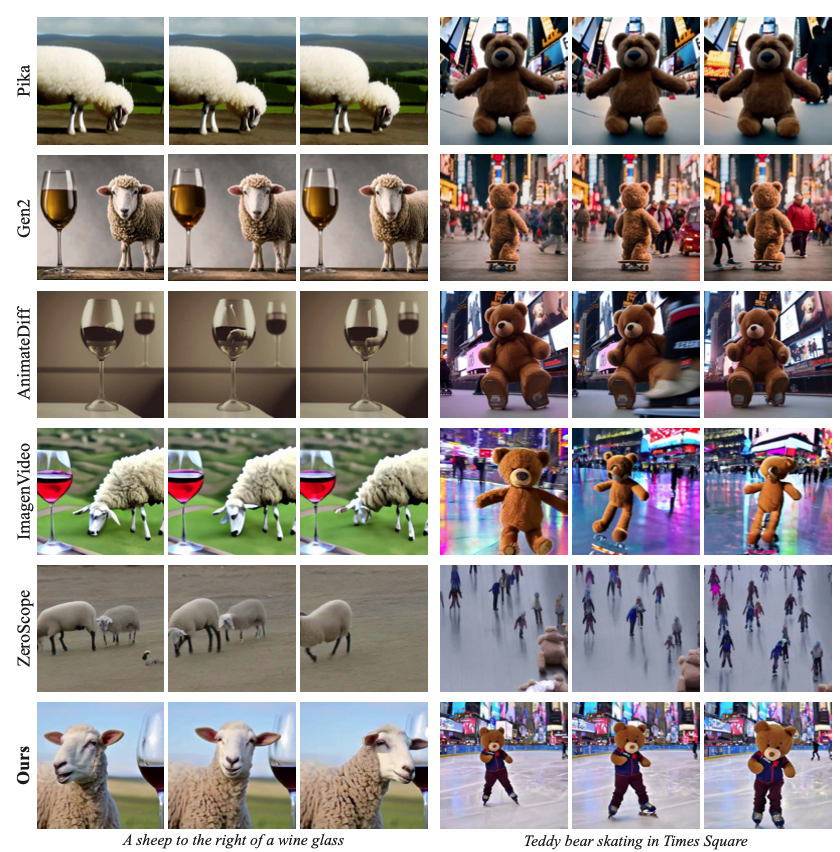 Pika
Gen2
AnimateDiff
ImagenVideo
ZeroScope
Ours
A sheep to the right of a wine glass
Teddy bear skating in Times Square